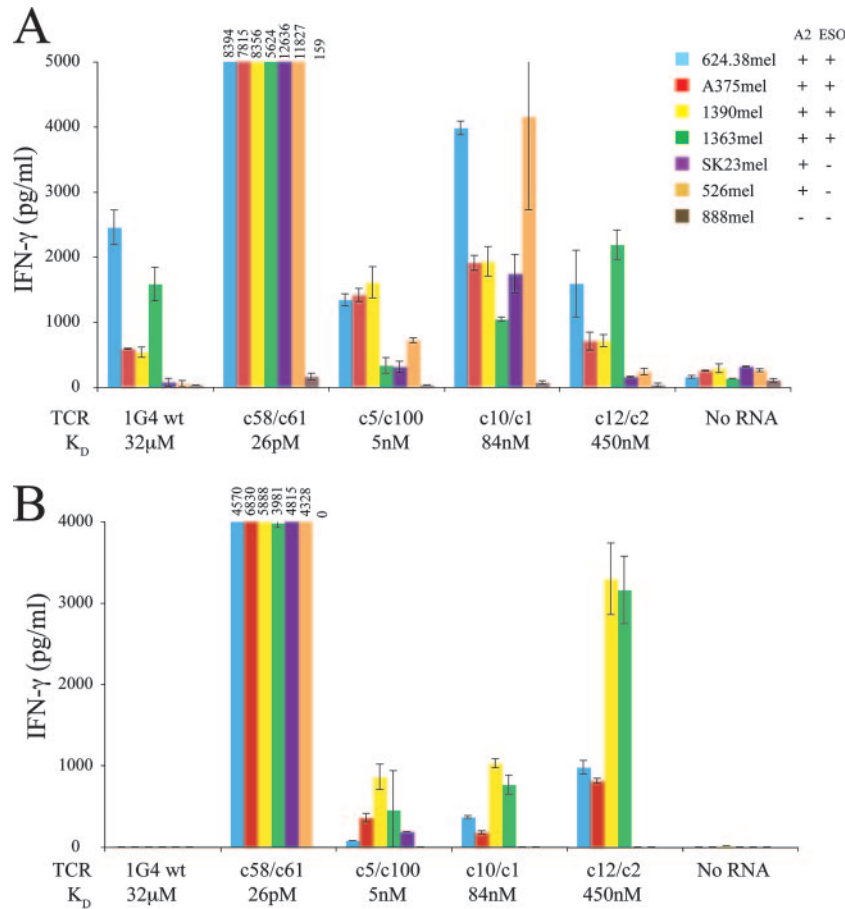 A
8394 7815 8356 5624 12636 11827 159
A2 ESO
624.38mel + +
A375mel + +
1390mel + +
1363mel + +
SK23mel + -
526mel + -
888mel - -
IFN-γ (pg/ml)
5000
4000
3000
2000
1000
0
TCR 1G4 wt c58/c61 c5/c100 c10/c1 c12/c2 No RNA
KD 32µM 26pM 5nM 84nM 450nM
B
4570 6830 5888 3981 4815 4328 0
IFN-γ (pg/ml)
4000
3000
2000
1000
0
TCR 1G4 wt c58/c61 c5/c100 c10/c1 c12/c2 No RNA
KD 32µM 26pM 5nM 84nM 450nM